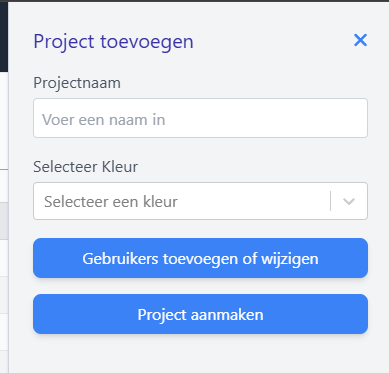 Project toevoegen
Projectnaam
Voer een naam in
Selecteer Kleur
Selecteer een kleur
Gebruikers toevoegen of wijzigen
Project aanmaken